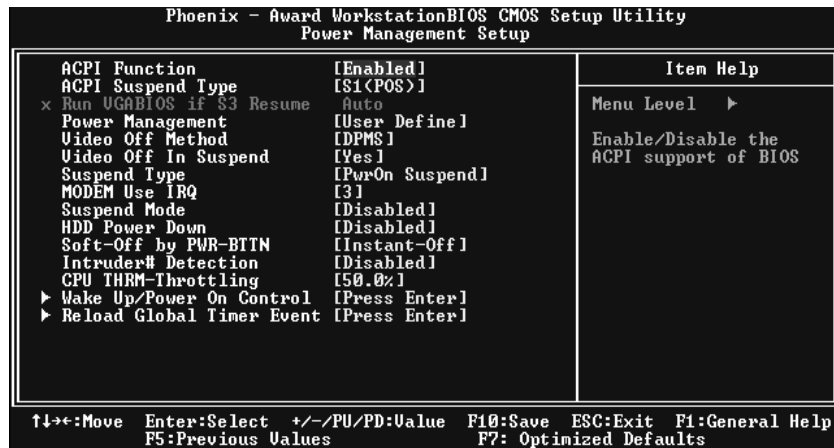 Phoenix - Award WorkstationBIOS CMOS Setup Utility
Power Management Setup
ACPI Function [Enabled]
ACPI Suspend Type [S1(POS)]
x Run VGABIOS if S3 Resume Auto
Power Management [User Define]
Video Off Method [DPMS]
Video Off In Suspend [Yes]
Suspend Type [PwrOn Suspend]
MODEM Use IRQ [3]
Suspend Mode [Disabled]
HDD Power Down [Disabled]
Soft-Off by PWR-BTTN [Instant-Off]
Intruder# Detection [Disabled]
CPU THRM-Throttling [50.0%]
▶ Wake Up/Power On Control [Press Enter]
▶ Reload Global Timer Event [Press Enter]
Item Help
Menu Level ▶
Enable/Disable the
ACPI support of BIOS
↑↓→←:Move Enter:Select +/-/PU/PD:Value F10:Save ESC:Exit F1:General Help
F5:Previous Values F7: Optimized Defaults